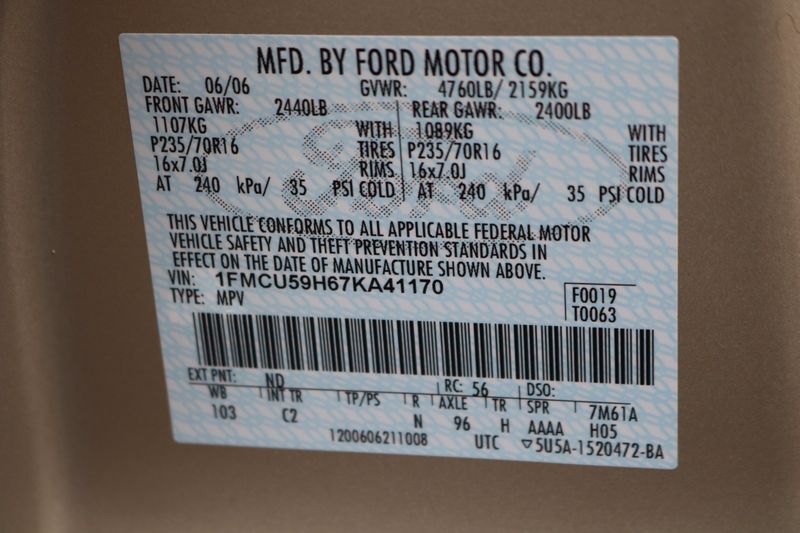 MFD. BY FORD MOTOR CO.
DATE: 06/06 GVWR: 4760LB/ 2159KG
FRONT GAWR: 2440LB REAR GAWR: 2400LB
1107KG WITH 1089KG WITH
P235/70R16 TIRES P235/70R16 TIRES
16x7.0J RIMS 16x7.0J RIMS
AT 240 kPa/ 35 PSI COLD AT 240 kPa/ 35 PSI COLD
Ford
THIS VEHICLE CONFORMS TO ALL APPLICABLE FEDERAL MOTOR
VEHICLE SAFETY AND THEFT PREVENTION STANDARDS IN
EFFECT ON THE DATE OF MANUFACTURE SHOWN ABOVE.
VIN: 1FMCU59H67KA41170
TYPE: MPV
F0019
T0063
EXT PNT: ND RC: 56 DSO:
WB INT TR TP/PS R AXLE TR SPR 7M61A
103 C2 N 96 H AAAA H05
1200606211008 UTC ▽5U5A-1520472-BA